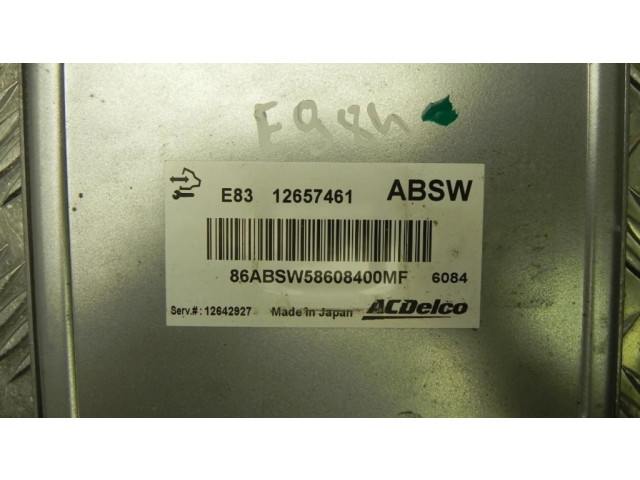 E83 12657461 ABSW
86ABSW58608400MF 6084
Serv.#: 12642927 Made in Japan ACDelco